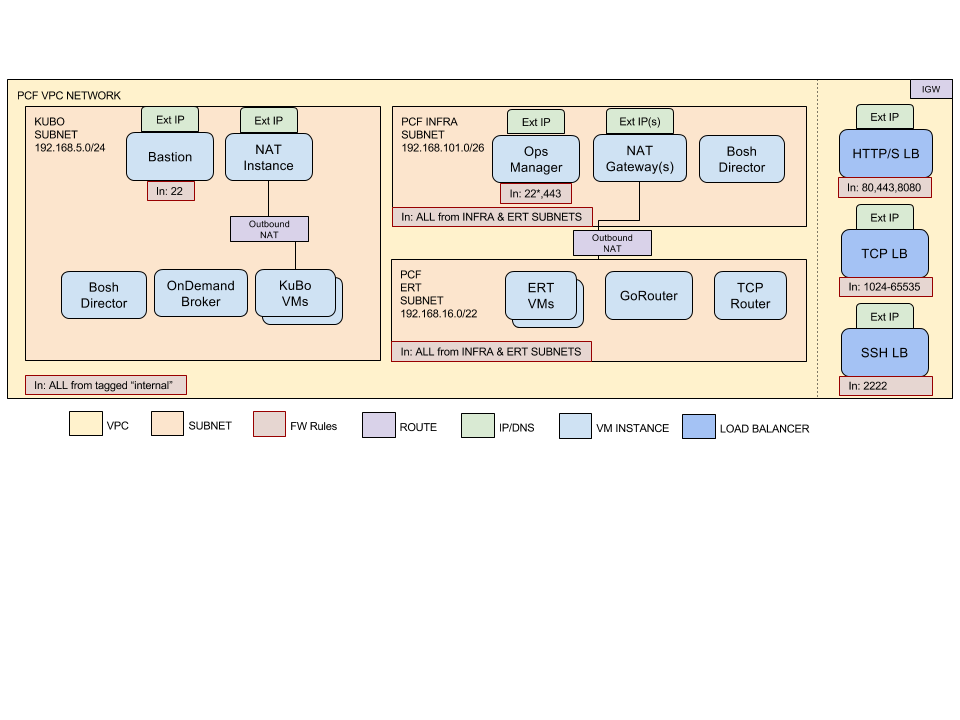 PCF VPC NETWORK
IGW
KUBO
SUBNET
192.168.5.0/24
Ext IP
Bastion
In: 22
Ext IP
NAT
Instance
Outbound
NAT
Bosh
Director
OnDemand
Broker
KuBo
VMs
In: ALL from tagged “internal”
PCF INFRA
SUBNET
192.168.101.0/26
Ext IP
Ops
Manager
In: 22*,443
Ext IP(s)
NAT
Gateway(s)
Bosh
Director
In: ALL from INFRA & ERT SUBNETS
Outbound
NAT
PCF
ERT
SUBNET
192.168.16.0/22
ERT
VMs
GoRouter
TCP
Router
In: ALL from INFRA & ERT SUBNETS
Ext IP
HTTP/S LB
In: 80,443,8080
Ext IP
TCP LB
In: 1024-65535
Ext IP
SSH LB
In: 2222
VPC
SUBNET
FW Rules
ROUTE
IP/DNS
VM INSTANCE
LOAD BALANCER